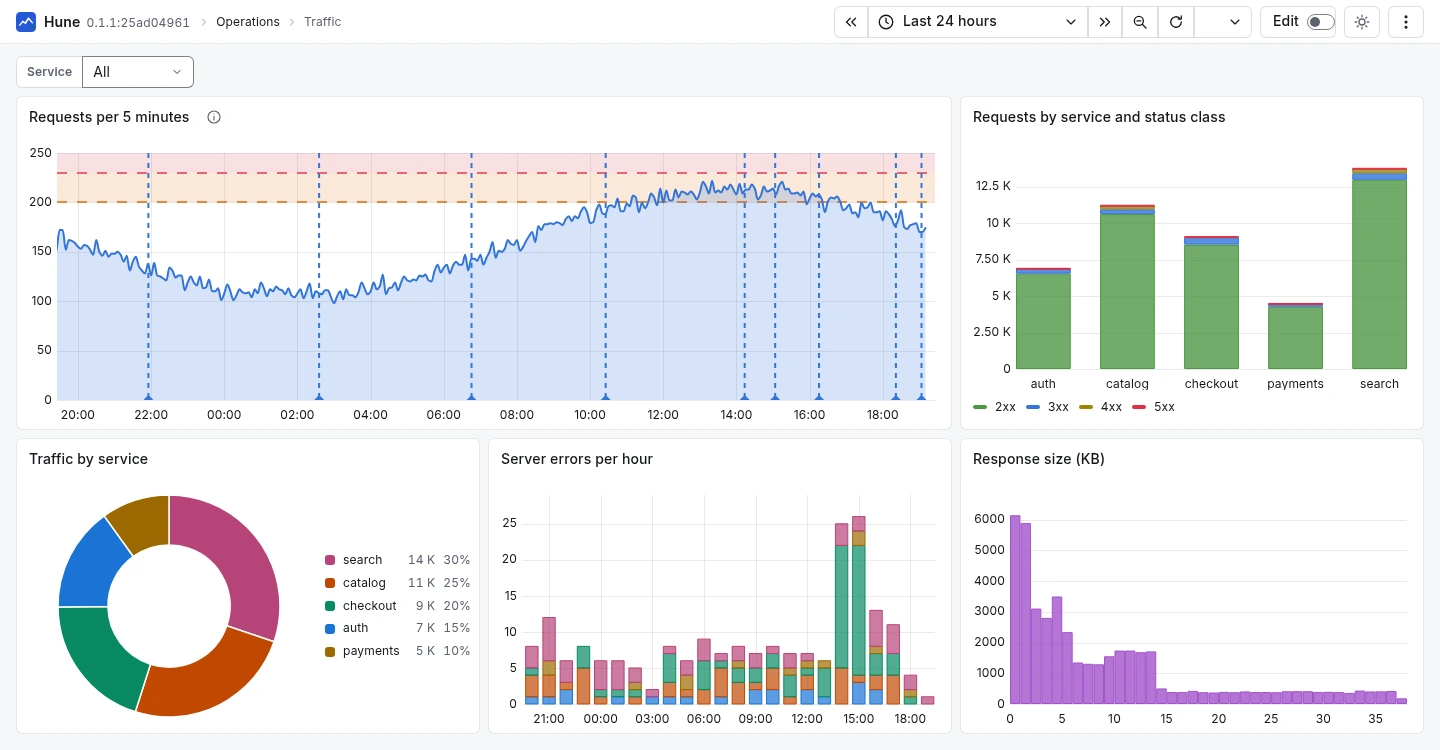 Hune 0.1.1:25ad04961 Operations Traffic Last 24 hours Edit
Service All
Requests per 5 minutes
250
200
150
100
50
0
20:00 22:00 00:00 02:00 04:00 06:00 08:00 10:00 12:00 14:00 16:00 18:00
Requests by service and status class
12.5 K
10 K
7.50 K
5 K
2.50 K
0
auth catalog checkout payments search
2xx 3xx 4xx 5xx
Traffic by service
search 14 K 30%
catalog 11 K 25%
checkout 9 K 20%
auth 7 K 15%
payments 5 K 10%
Server errors per hour
25
20
15
10
5
0
21:00 00:00 03:00 06:00 09:00 12:00 15:00 18:00
Response size (KB)
6000
5000
4000
3000
2000
1000
0
0 5 10 15 20 25 30 35